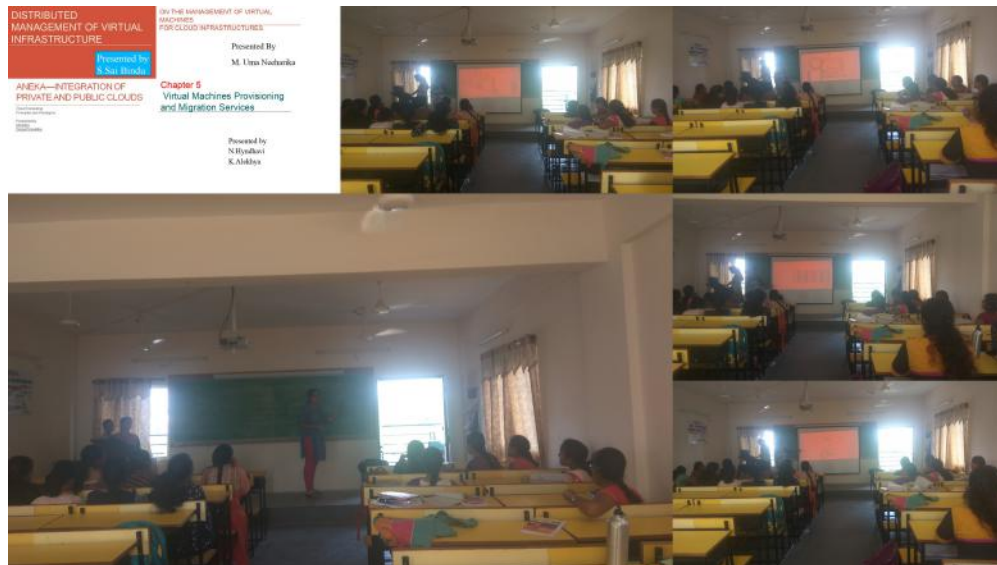 DISTRIBUTED
MANAGEMENT OF VIRTUAL
INFRASTRUCTURE
Presented by
S.Sai Bindu
ON THE MANAGEMENT OF VIRTUAL
MACHINES
FOR CLOUD INFRASTRUCTURES
Presented By
M. Uma Neeharika
ANEKA—INTEGRATION OF
PRIVATE AND PUBLIC CLOUDS
Chapter 5
Virtual Machines Provisioning
and Migration Services
Presented by
N.Hyndhavi
K.Alekhya